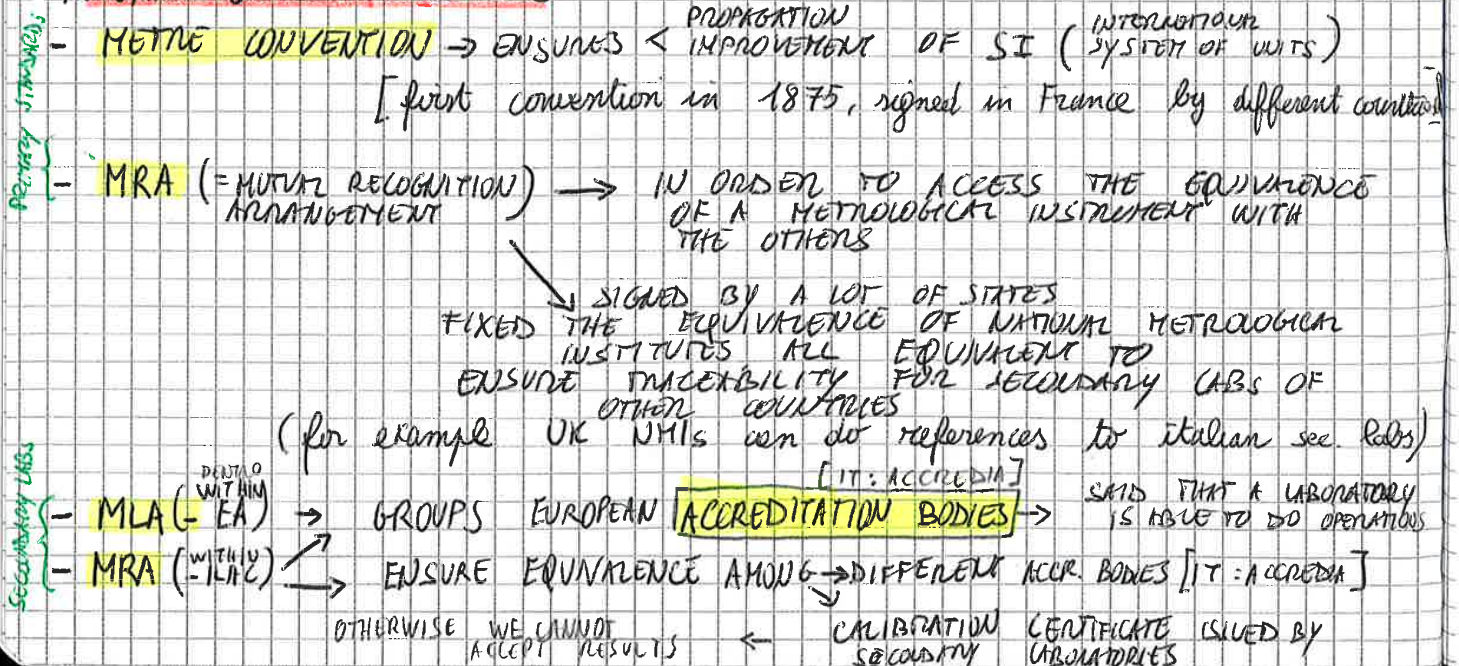 PROPAGATION
- METRE CONVENTION → ENSURES < IMPROVEMENT OF SI (INTERNATIONAL SYSTEM OF UNITS)
[first convention in 1875, signed in France by different countries]
PRIMARY STANDARDS
- MRA (= MUTUAL RECOGNITION ARRANGEMENT) → IN ORDER TO ACCESS THE EQUIVALENCE
OF A METROLOGICAL INSTRUMENT WITH
THE OTHERS
SIGNED BY A LOT OF STATES
FIXED THE EQUIVALENCE OF NATIONAL METROLOGICAL
INSTITUTES ALL EQUIVALENT TO
ENSURE TRACEABILITY FOR SECONDARY LABS OF
OTHER COUNTRIES
(for example UK NMIs can do references to italian sec. labs)
SECONDARY LABS
DENTRO
WITHIN
[IT: ACCREDIA]
- MLA (- EA) → GROUPS EUROPEAN ACCREDITATION BODIES → SAID THAT A LABORATORY
IS ABLE TO DO OPERATIONS
- MRA (WITHIN - ILAC) → ENSURE EQUIVALENCE AMONG → DIFFERENT ACCR. BODIES [IT: ACCREDIA]
OTHERWISE WE CANNOT ACCEPT RESULTS ← CALIBRATION CERTIFICATE ISSUED BY
SECONDARY LABORATORIES